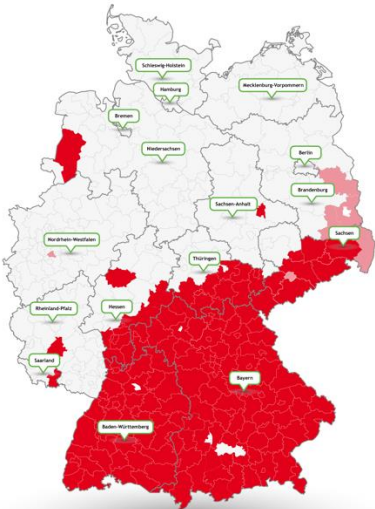 Schleswig-Holstein
Hamburg
Mecklenburg-Vorpommern
Bremen
Niedersachsen
Berlin
Brandenburg
Sachsen-Anhalt
Sachsen
Nordrhein-Westfalen
Thüringen
Hessen
Rheinland-Pfalz
Saarland
Bayern
Baden-Württemberg